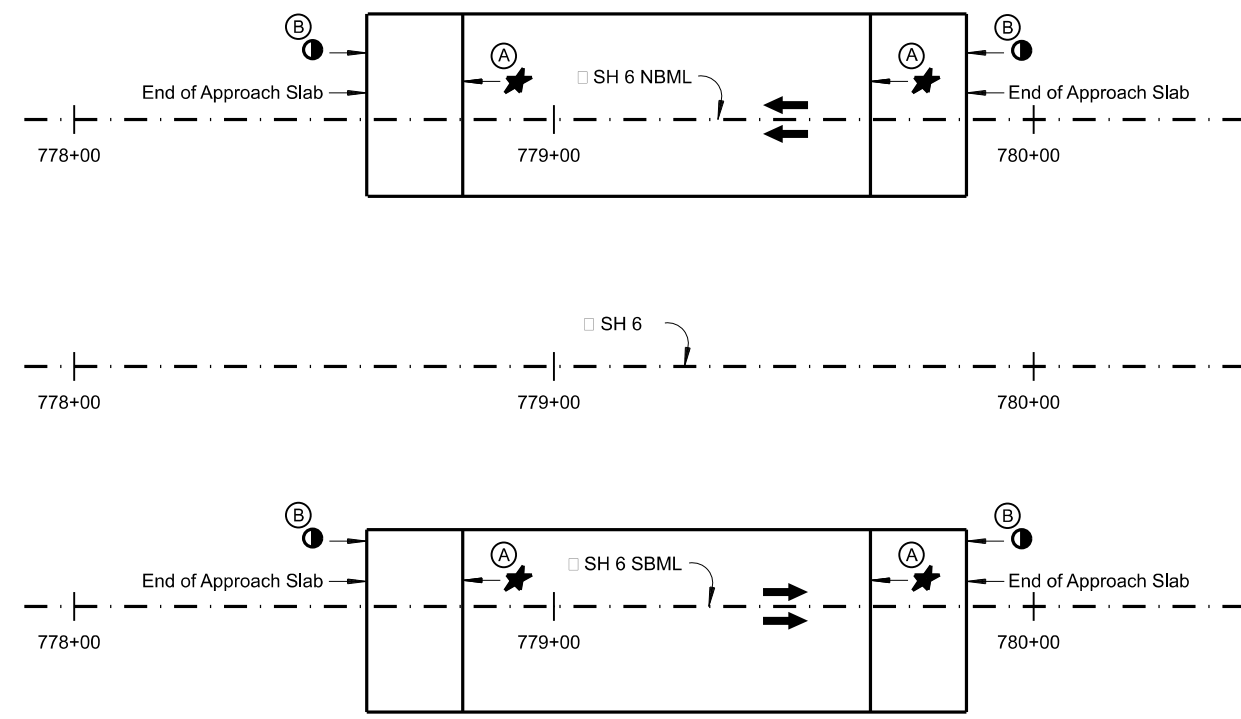 B
B
A
A
SH 6 NBML
End of Approach Slab
End of Approach Slab
778+00
779+00
780+00
SH 6
778+00
779+00
780+00
B
B
A
A
SH 6 SBML
End of Approach Slab
End of Approach Slab
778+00
779+00
780+00